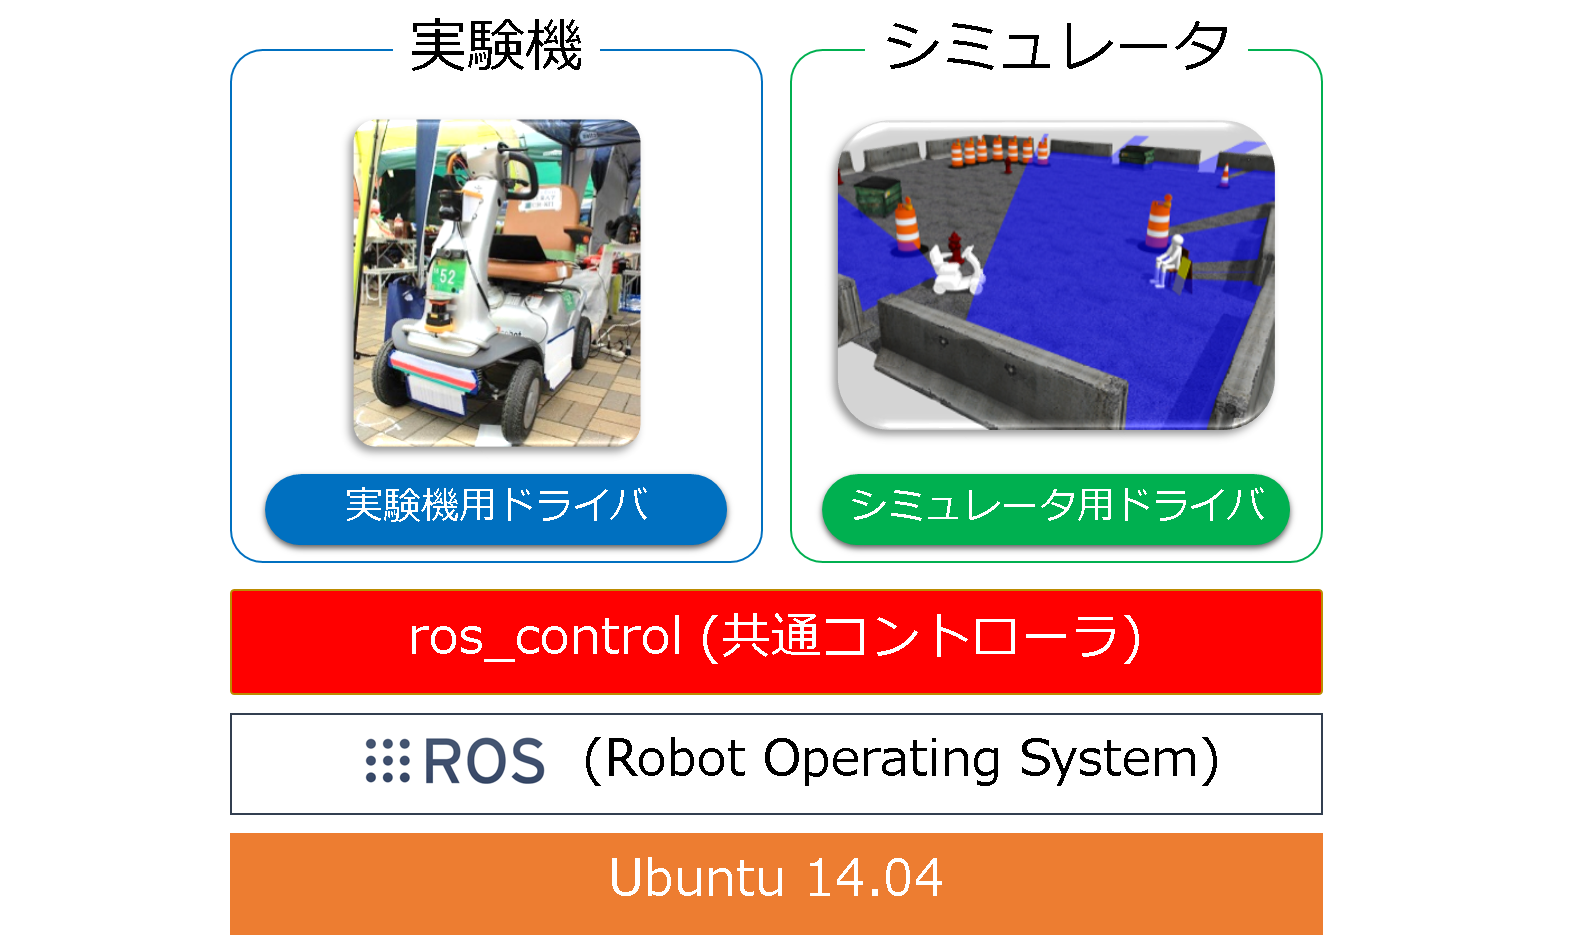 実験機
シミュレータ
52
実験機用ドライバ
シミュレータ用ドライバ
ros_control (共通コントローラ)
ROS (Robot Operating System)
Ubuntu 14.04